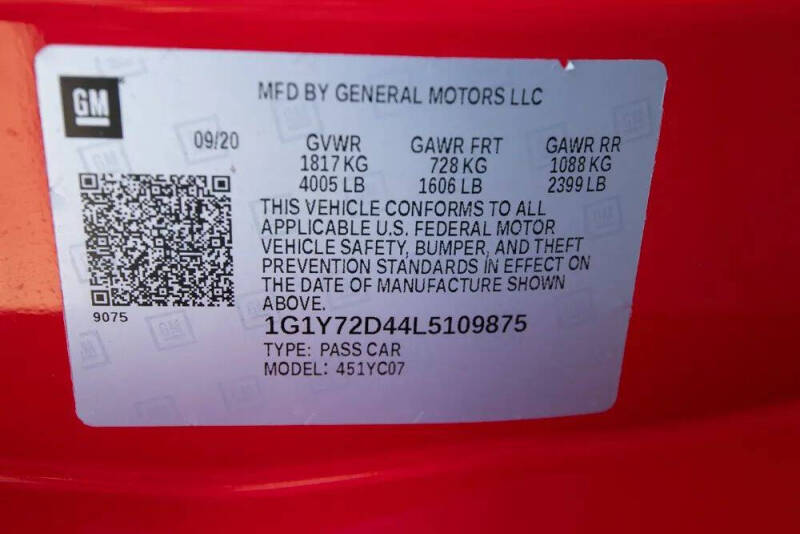 GM
MFD BY GENERAL MOTORS LLC
09/20 GVWR GAWR FRT GAWR RR
1817 KG 728 KG 1088 KG
4005 LB 1606 LB 2399 LB
THIS VEHICLE CONFORMS TO ALL
APPLICABLE U.S. FEDERAL MOTOR
VEHICLE SAFETY, BUMPER, AND THEFT
PREVENTION STANDARDS IN EFFECT ON
THE DATE OF MANUFACTURE SHOWN
ABOVE.
9075
1G1Y72D44L5109875
TYPE: PASS CAR
MODEL: 451YC07